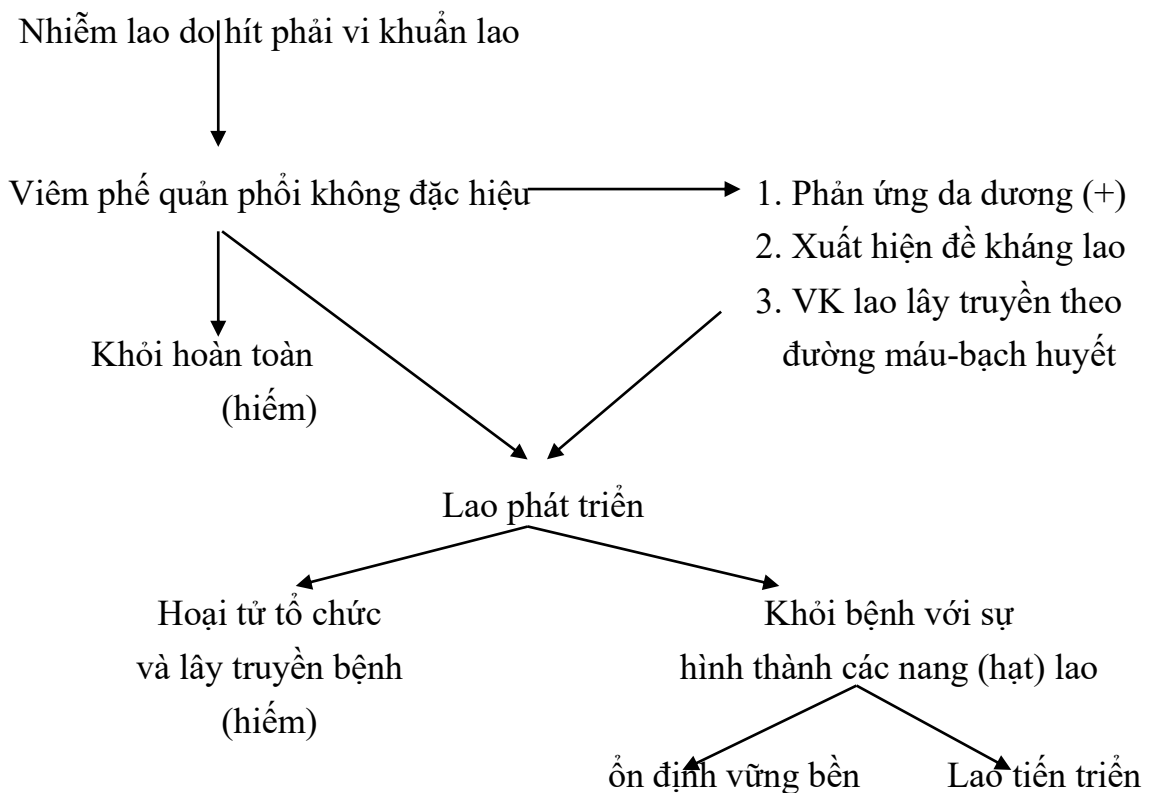 Nhiễm lao do hít phải vi khuẩn lao
Viêm phế quản phổi không đặc hiệu
1. Phản ứng da dương (+)
2. Xuất hiện đề kháng lao
3. VK lao lây truyền theo
đường máu-bạch huyết
Khỏi hoàn toàn
(hiếm)
Lao phát triển
Hoại tử tổ chức
và lây truyền bệnh
(hiếm)
Khỏi bệnh với sự
hình thành các nang (hạt) lao
ổn định vững bền
Lao tiến triển